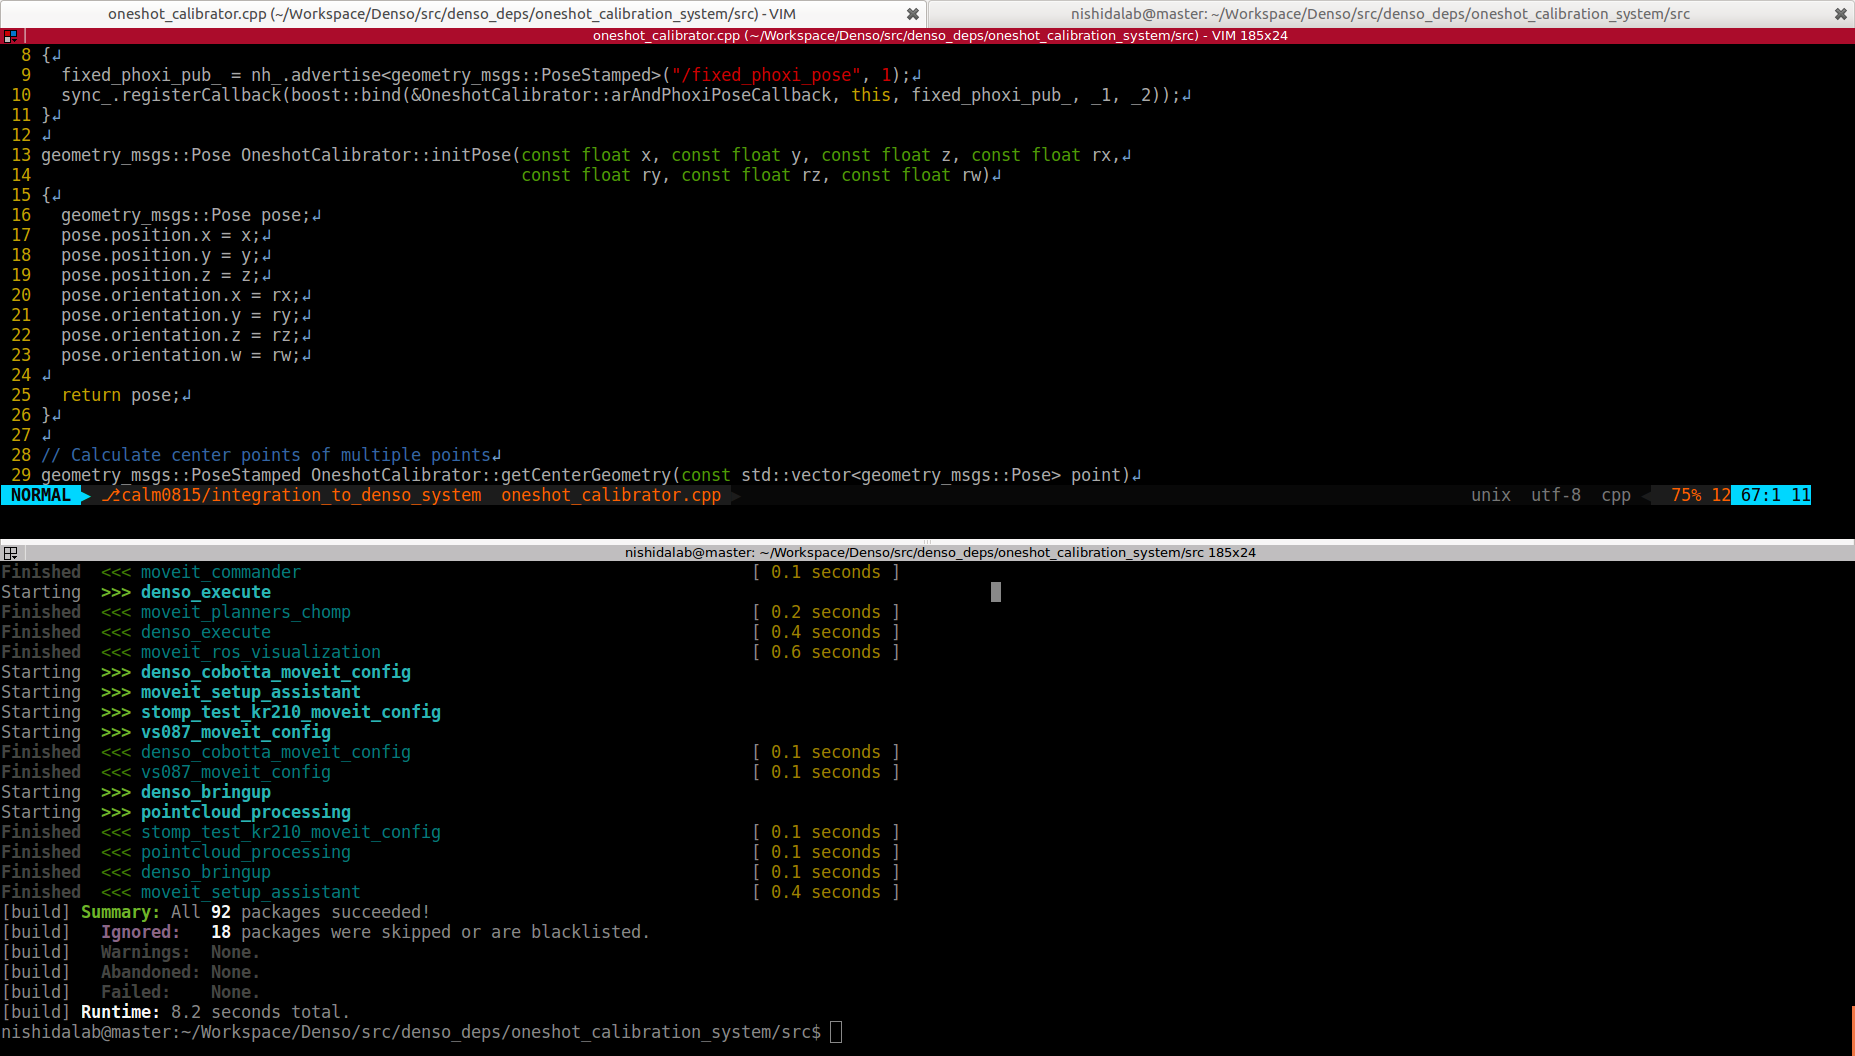 oneshot_calibrator.cpp (~/Workspace/Denso/src/denso_deps/oneshot_calibration_system/src) - VIM
nishidalab@master: ~/Workspace/Denso/src/denso_deps/oneshot_calibration_system/src
oneshot_calibrator.cpp (~/Workspace/Denso/src/denso_deps/oneshot_calibration_system/src) - VIM 185x24
8 {↲
9   fixed_phoxi_pub_ = nh_.advertise<geometry_msgs::PoseStamped>("/fixed_phoxi_pose", 1);↲
10   sync_.registerCallback(boost::bind(&OneshotCalibrator::arAndPhoxiPoseCallback, this, fixed_phoxi_pub_, _1, _2));↲
11 }↲
12 ↲
13 geometry_msgs::Pose OneshotCalibrator::initPose(const float x, const float y, const float z, const float rx,↲
14                                                 const float ry, const float rz, const float rw)↲
15 {↲
16   geometry_msgs::Pose pose;↲
17   pose.position.x = x;↲
18   pose.position.y = y;↲
19   pose.position.z = z;↲
20   pose.orientation.x = rx;↲
21   pose.orientation.y = ry;↲
22   pose.orientation.z = rz;↲
23   pose.orientation.w = rw;↲
24 ↲
25   return pose;↲
26 }↲
27 ↲
28 // Calculate center points of multiple points↲
29 geometry_msgs::PoseStamped OneshotCalibrator::getCenterGeometry(const std::vector<geometry_msgs::Pose> point)↲
NORMAL ⎇calm0815/integration_to_denso_system  oneshot_calibrator.cpp unix utf-8 cpp 75% 12 67:1 11
nishidalab@master: ~/Workspace/Denso/src/denso_deps/oneshot_calibration_system/src 185x24
Finished  <<< moveit_commander [ 0.1 seconds ]
Starting  >>> denso_execute
Finished  <<< moveit_planners_chomp [ 0.2 seconds ]
Finished  <<< denso_execute [ 0.4 seconds ]
Finished  <<< moveit_ros_visualization [ 0.6 seconds ]
Starting  >>> denso_cobotta_moveit_config
Starting  >>> moveit_setup_assistant
Starting  >>> stomp_test_kr210_moveit_config
Starting  >>> vs087_moveit_config
Finished  <<< denso_cobotta_moveit_config [ 0.1 seconds ]
Finished  <<< vs087_moveit_config [ 0.1 seconds ]
Starting  >>> denso_bringup
Starting  >>> pointcloud_processing
Finished  <<< stomp_test_kr210_moveit_config [ 0.1 seconds ]
Finished  <<< pointcloud_processing [ 0.1 seconds ]
Finished  <<< denso_bringup [ 0.1 seconds ]
Finished  <<< moveit_setup_assistant [ 0.4 seconds ]
[build] Summary: All 92 packages succeeded!
[build]   Ignored:   18 packages were skipped or are blacklisted.
[build]   Warnings:  None.
[build]   Abandoned: None.
[build]   Failed:    None.
[build] Runtime: 8.2 seconds total.
nishidalab@master:~/Workspace/Denso/src/denso_deps/oneshot_calibration_system/src$